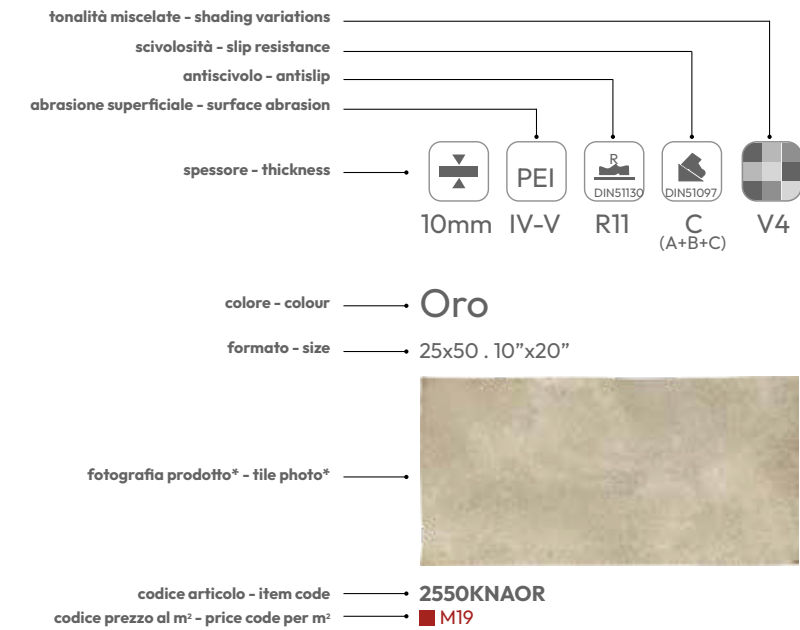 tonalità miscelate - shading variations
scivolosità - slip resistance
antiscivolo - antislip
abrasione superficiale - surface abrasion
spessore - thickness
PEI
R
DIN51130
DIN51097
10mm IV-V R11 C V4
(A+B+C)
colore - colour Oro
formato - size 25x50 . 10”x20”
fotografia prodotto* - tile photo*
codice articolo - item code 2550KNAOR
codice prezzo al m² - price code per m² M19